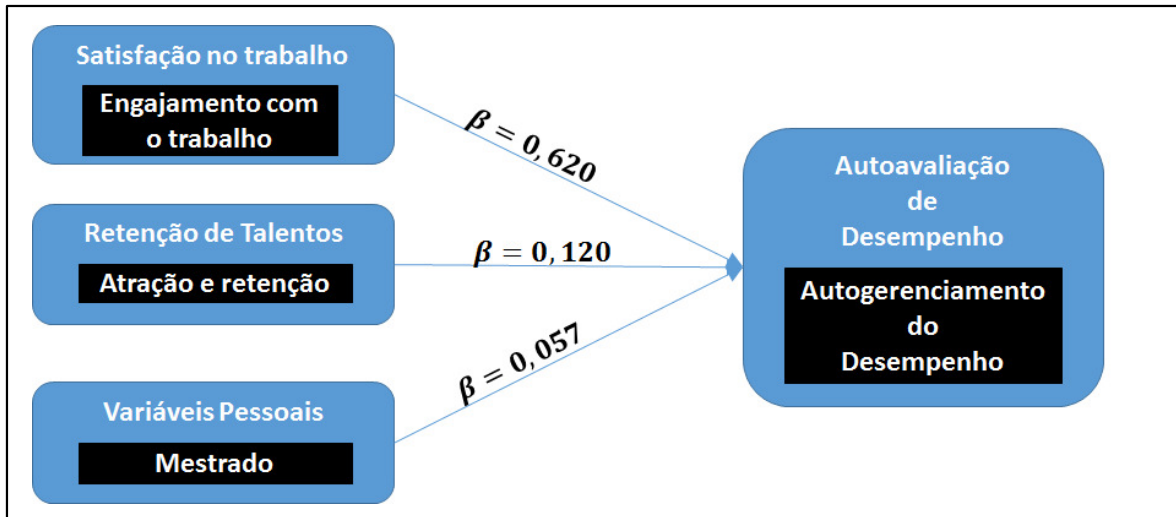 Satisfação no trabalho
Engajamento com
o trabalho
β = 0,620
Retenção de Talentos
Atração e retenção
β = 0,120
Variáveis Pessoais
Mestrado
β = 0,057
Autoavaliação
de
Desempenho
Autogerenciamento
do
Desempenho